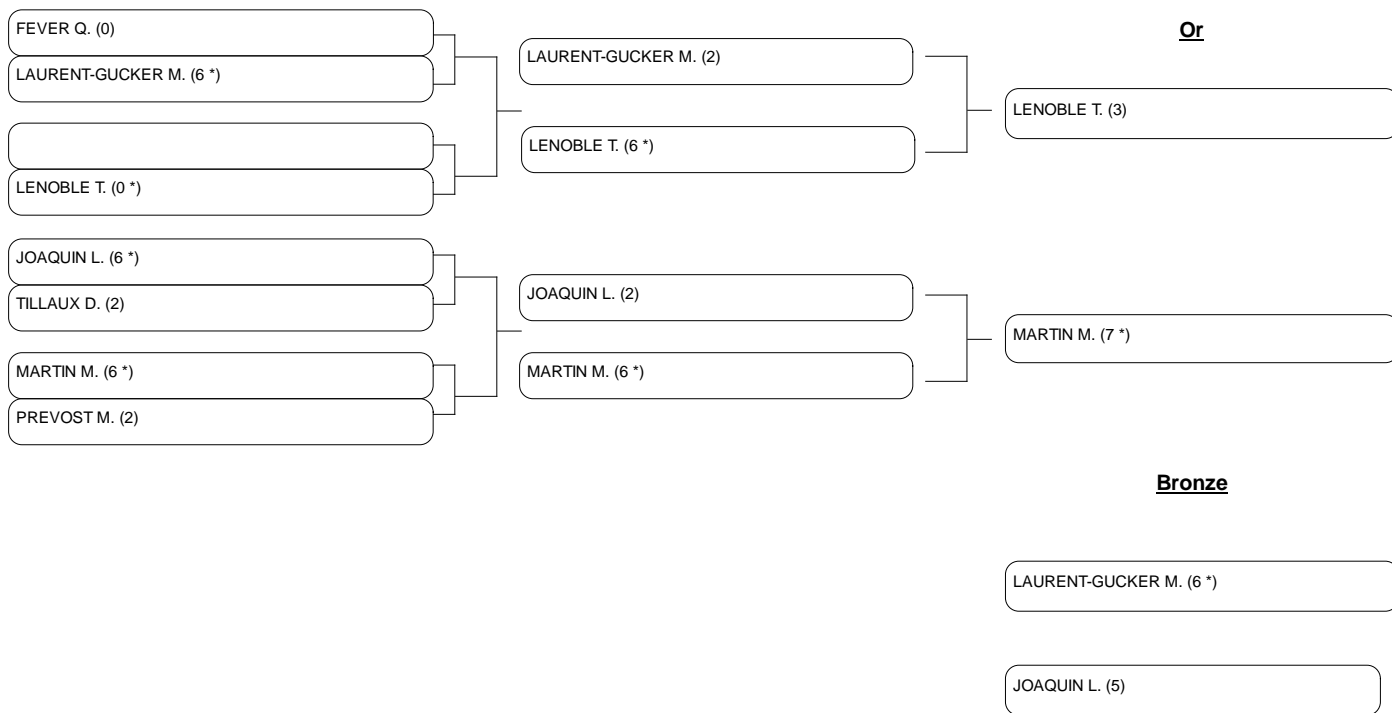 FEVER Q. (0)
LAURENT-GUCKER M. (6 *)
LENOBLE T. (0 *)
JOAQUIN L. (6 *)
TILLAUX D. (2)
MARTIN M. (6 *)
PREVOST M. (2)
LAURENT-GUCKER M. (2)
LENOBLE T. (6 *)
JOAQUIN L. (2)
MARTIN M. (6 *)
Or
LENOBLE T. (3)
MARTIN M. (7 *)
Bronze
LAURENT-GUCKER M. (6 *)
JOAQUIN L. (5)